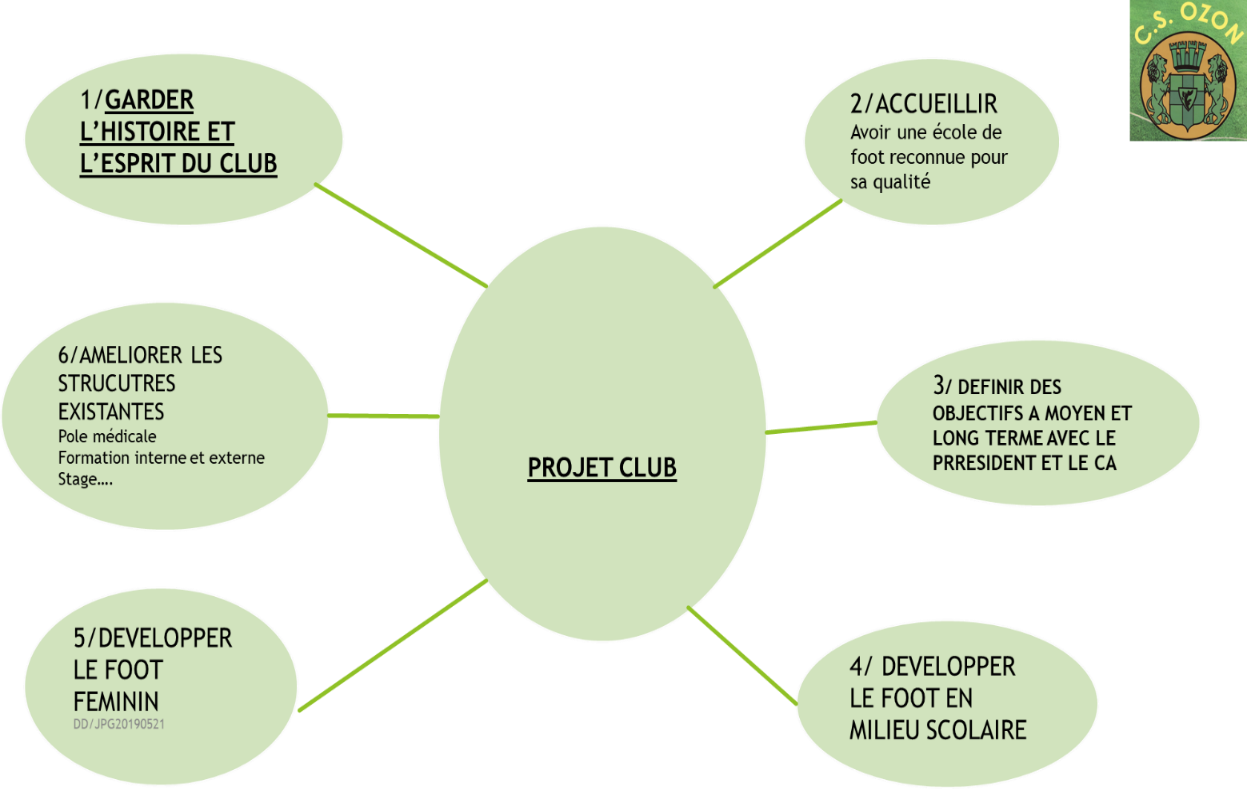 C.S. OZON
1/GARDER
L'HISTOIRE ET
L'ESPRIT DU CLUB
2/ACCUEILLIR
Avoir une école de
foot reconnue pour
sa qualité
3/ DEFINIR DES
OBJECTIFS A MOYEN ET
LONG TERME AVEC LE
PRRESIDENT ET LE CA
4/ DEVELOPPER
LE FOOT EN
MILIEU SCOLAIRE
5/DEVELOPPER
LE FOOT
FEMININ
DD/JPG20190521
6/AMELIORER LES
STRUCUTRES
EXISTANTES
Pole médicale
Formation interne et externe
Stage....
PROJET CLUB